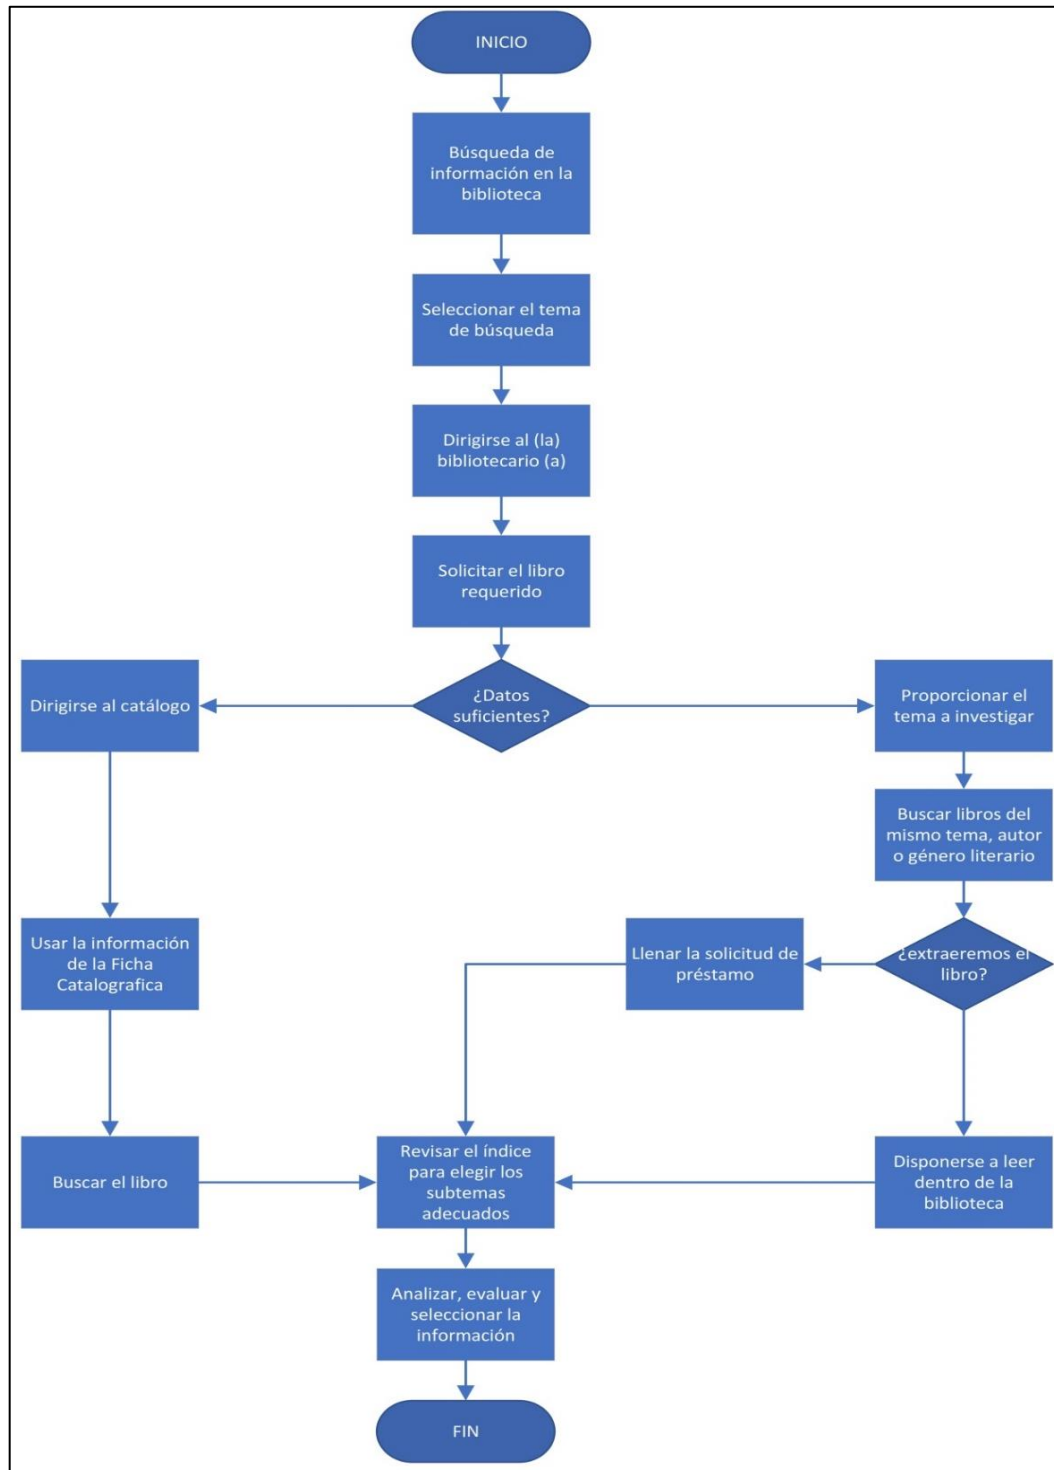 INICIO
Búsqueda de
información en la
biblioteca
Seleccionar el tema
de búsqueda
Dirigirse al (la)
bibliotecario (a)
Solicitar el libro
requerido
¿Datos
suficientes?
Dirigirse al catálogo
Proporcionar el
tema a investigar
Buscar libros del
mismo tema, autor
o género literario
Usar la información
de la Ficha
Catalografica
Llenar la solicitud de
préstamo
¿extraeremos el
libro?
Buscar el libro
Revisar el índice
para elegir los
subtemas
adecuados
Disponerse a leer
dentro de la
biblioteca
Analizar, evaluar y
seleccionar la
información
FIN